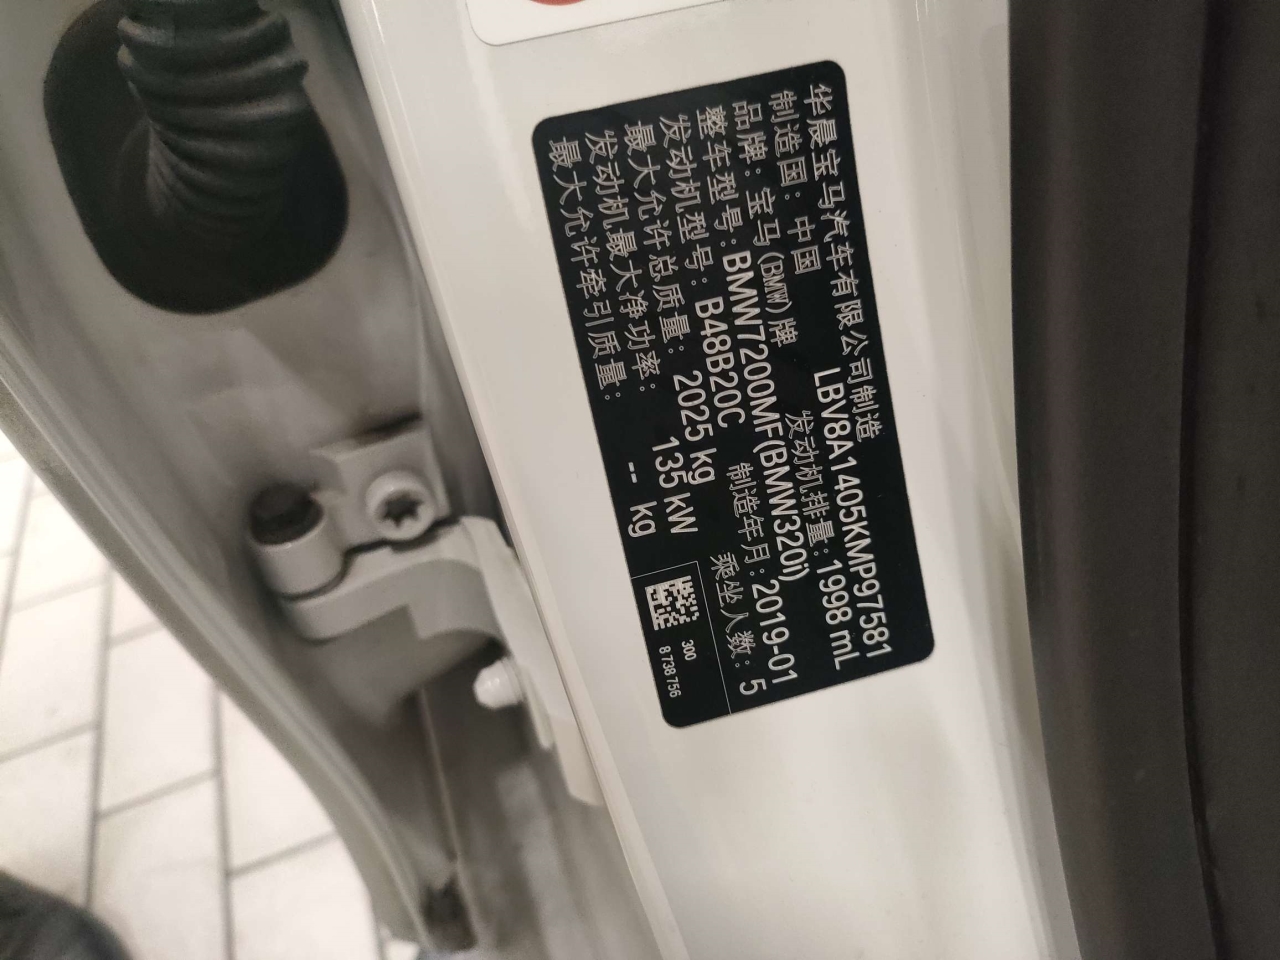 华晨宝马汽车有限公司制造
制造国：中国 LBV8A1405KMP97581
品牌：宝马(BMW)牌 发动机排量:1998 mL
整车型号:BMW7200MF(BMW320i)
发动机型号: B48B20C 制造年月:2019-01
最大允许总质量: 2025 kg 乘坐人数: 5
发动机最大净功率: 135 kW
最大允许牵引质量: -- kg
300
8 738 756